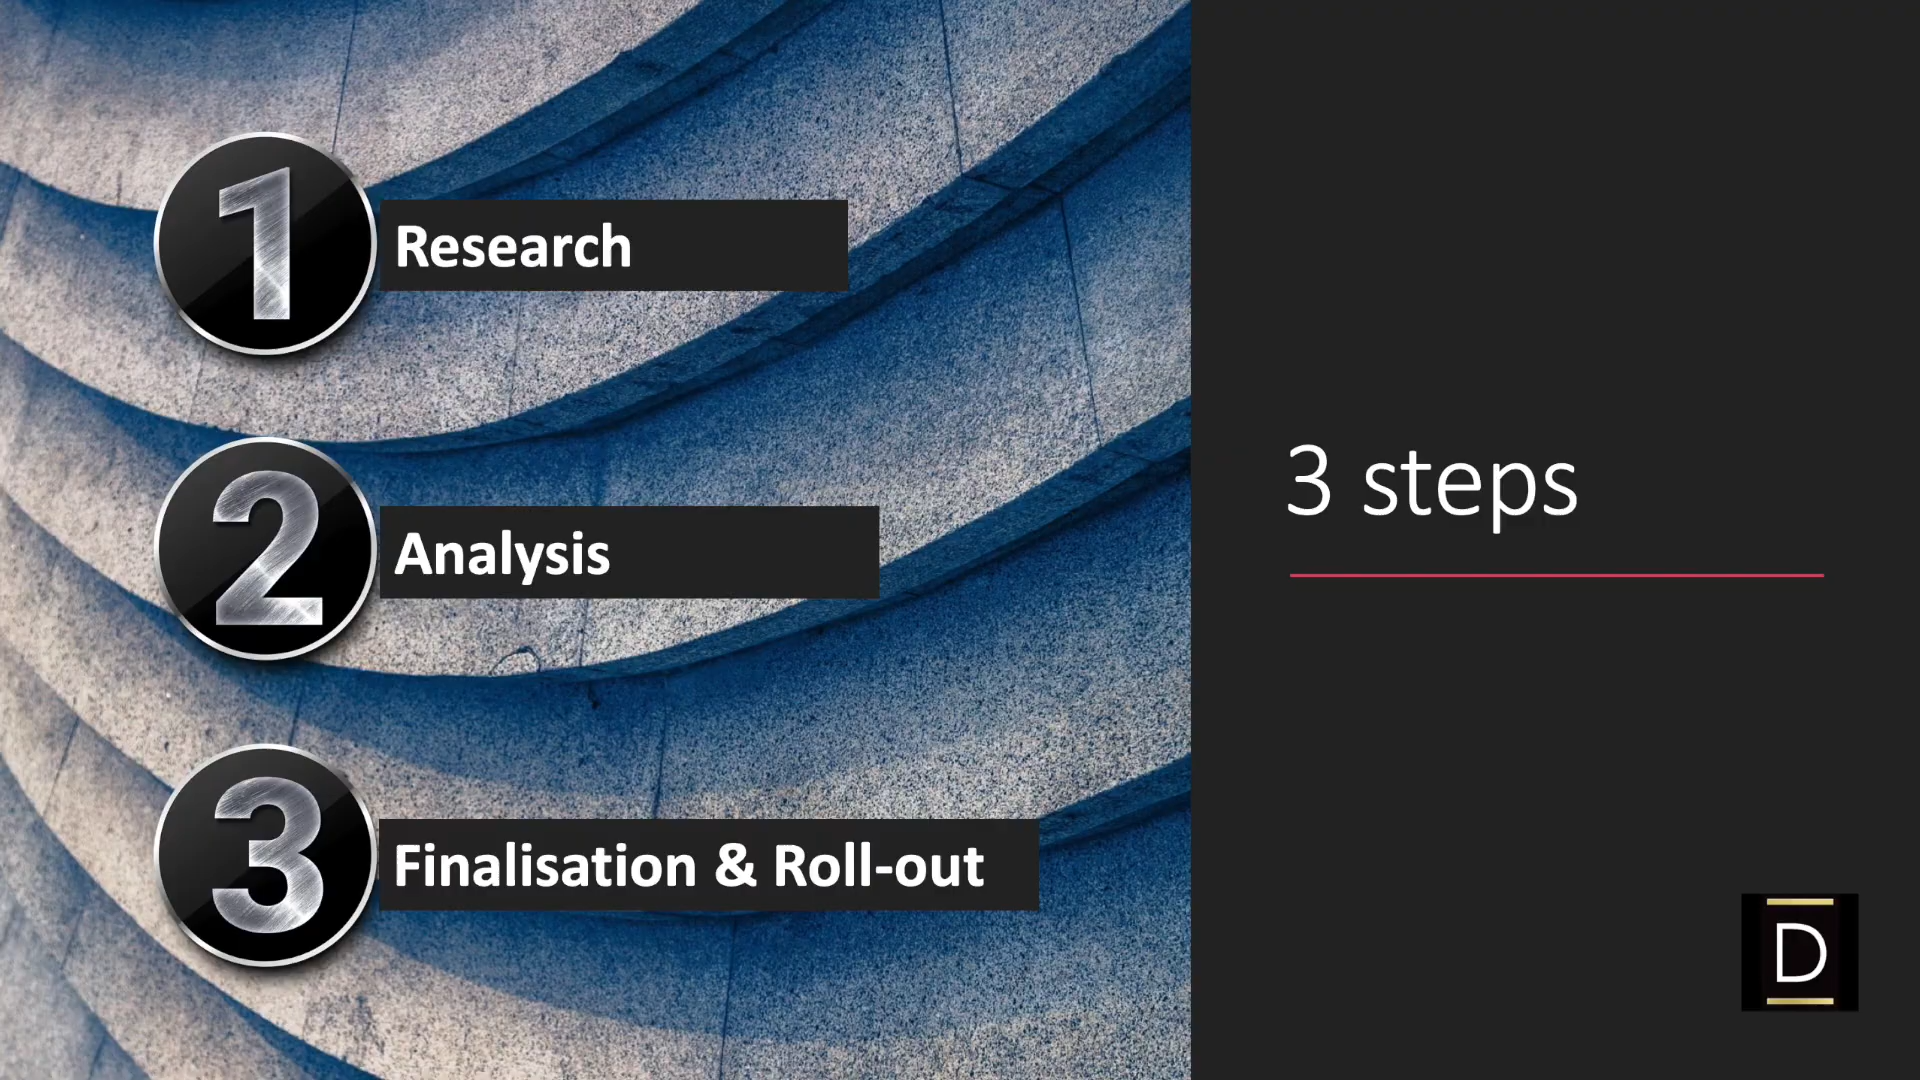 1
Research
2
Analysis
3
Finalisation & Roll-out
3 steps
D